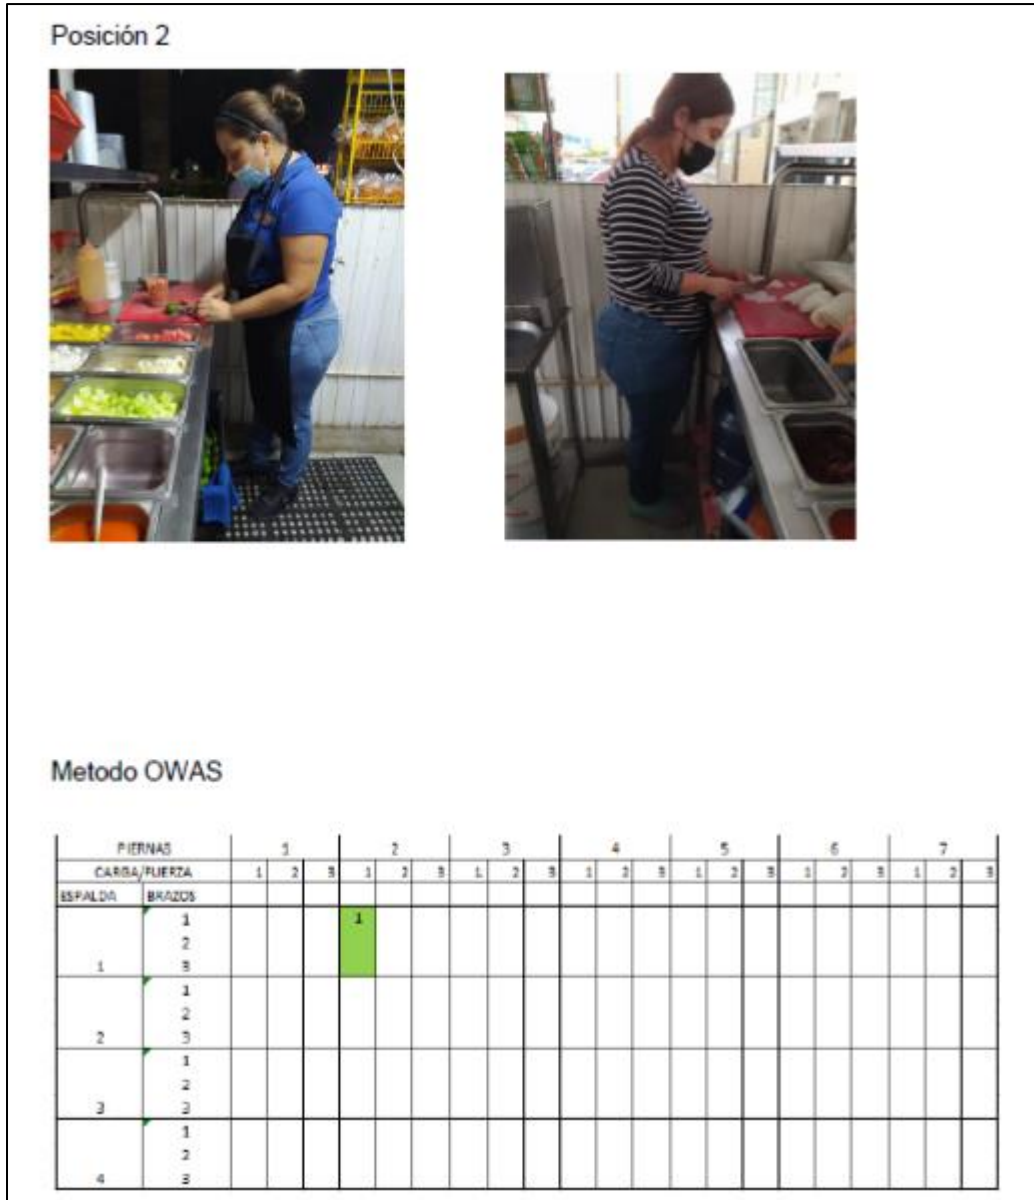 Posición 2
Metodo OWAS
PIERNAS 1 2 3 4 5 6 7
CARGA/FUERZA 1 2 3 1 2 3 1 2 3 1 2 3 1 2 3 1 2 3 1 2 3
ESPALDA BRAZOS
1 1
2
1 3
1
2
2 3
1
2
3 3
1
2
4 3